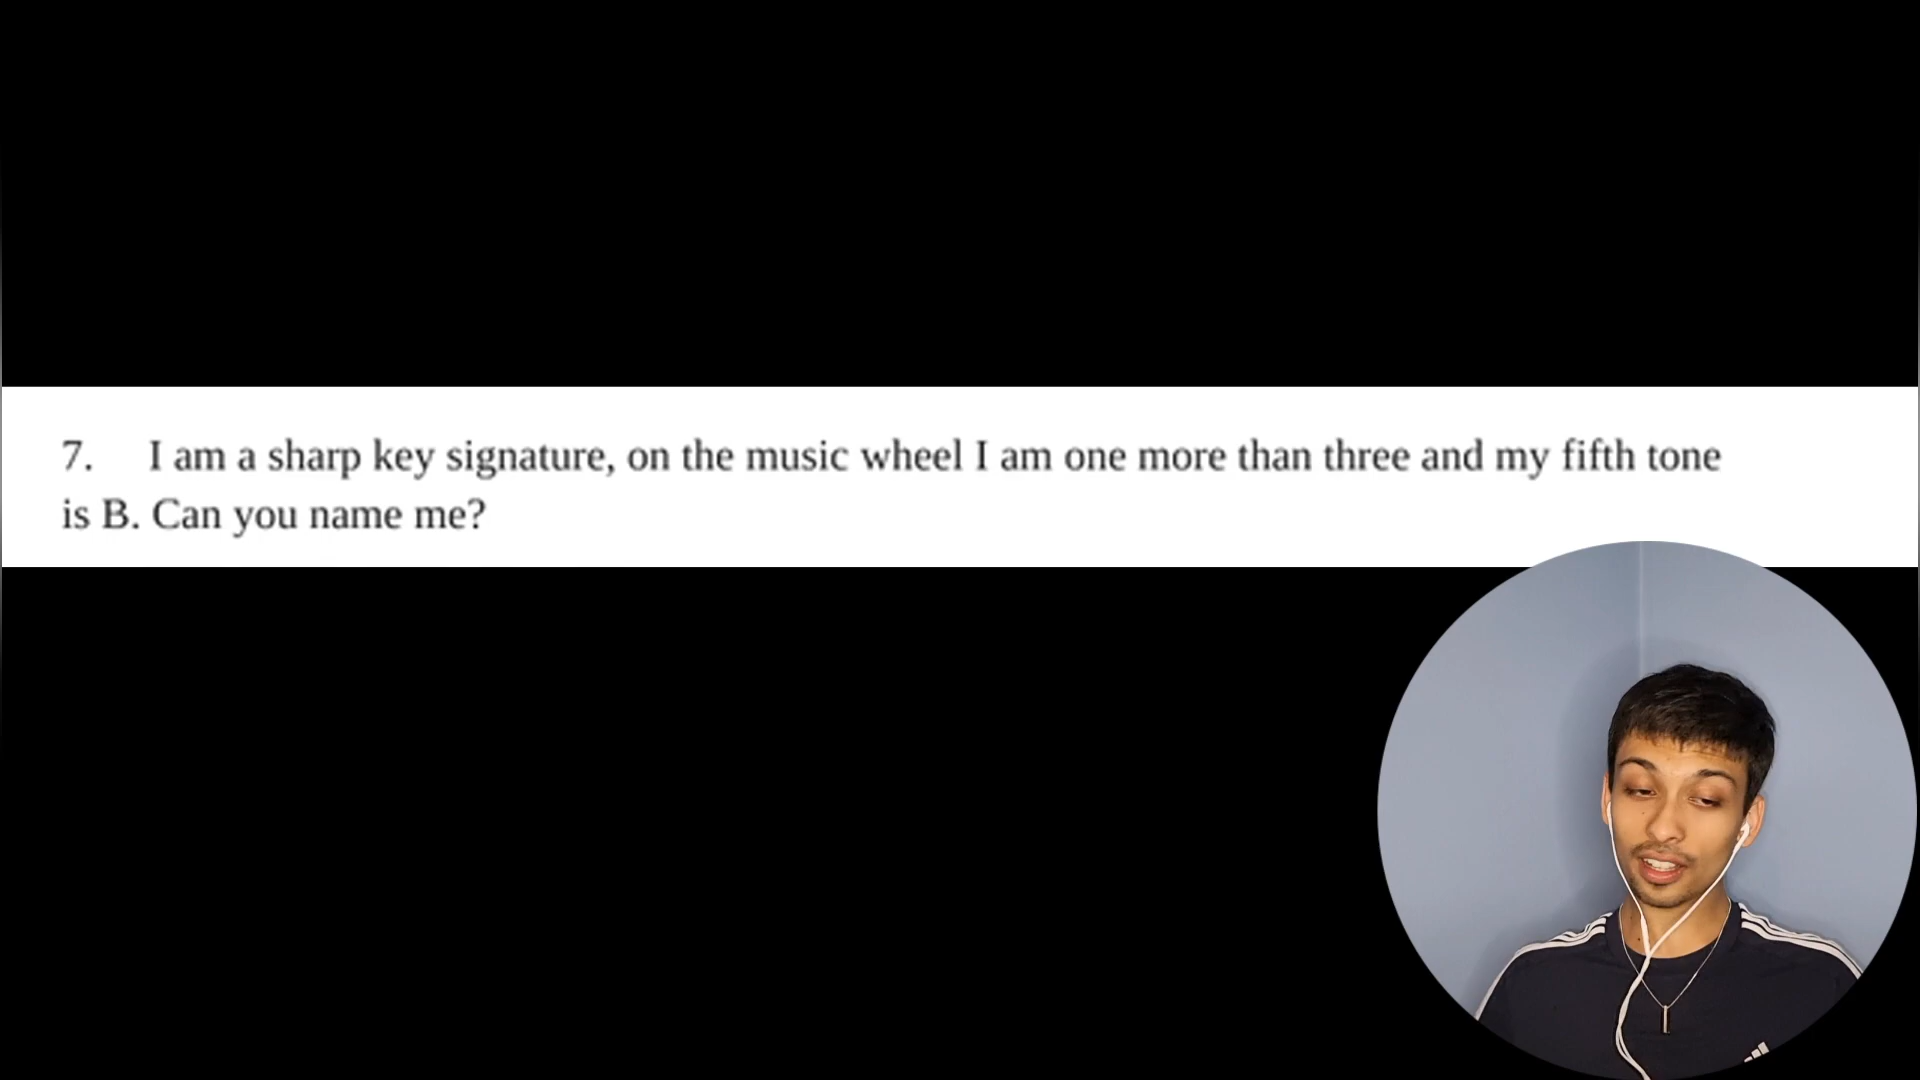 7. I am a sharp key signature, on the music wheel I am one more than three and my fifth tone
is B. Can you name me?